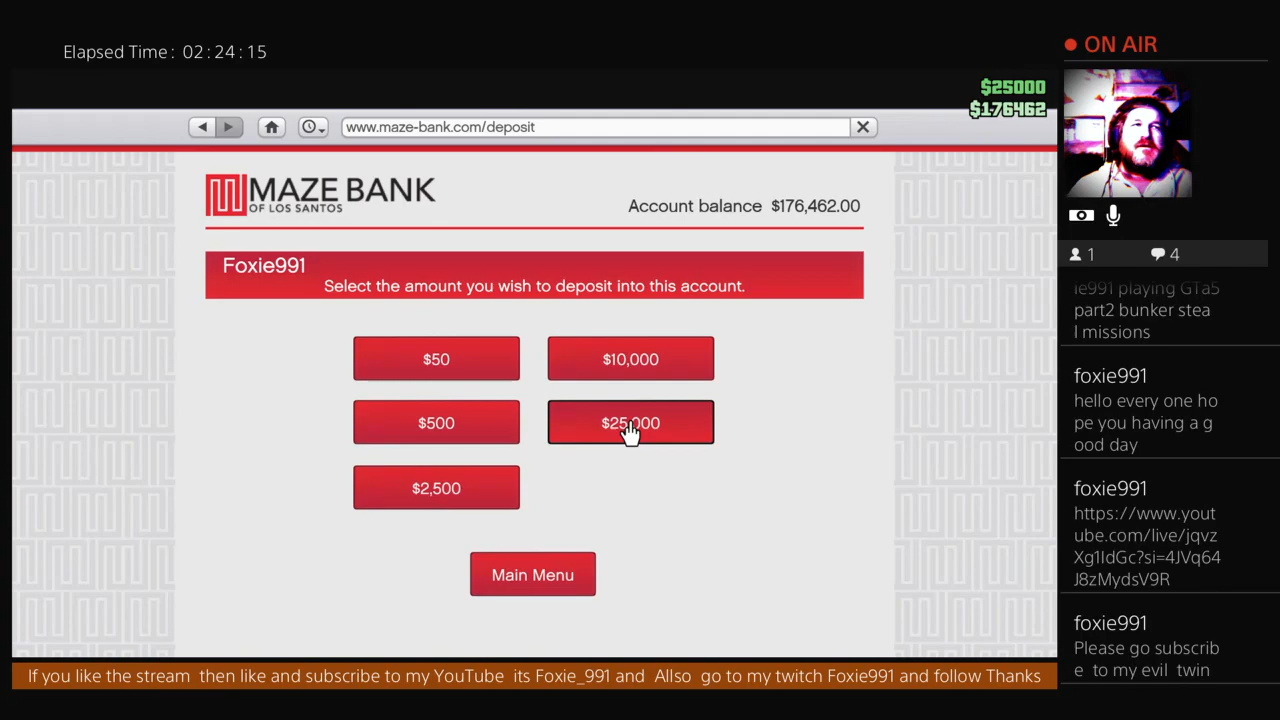 Elapsed Time: 02:24:15
ON AIR
$25000
$176462
www.maze-bank.com/deposit
MAZE BANK
OF LOS SANTOS
Account balance $176,462.00
Foxie991
Select the amount you wish to deposit into this account.
$50
$10,000
$500
$25,000
$2,500
Main Menu
1
4
ie991 playing GTa5
part2 bunker stea
l missions
foxie991
hello every one ho
pe you having a g
ood day
foxie991
https://www.yout
ube.com/live/jqvz
Xg1IdGc?si=4JVq64
J8zMydsV9R
foxie991
Please go subscrib
e to my evil twin
If you like the stream then like and subscribe to my YouTube its Foxie_991 and Allso go to my twitch Foxie991 and follow Thanks